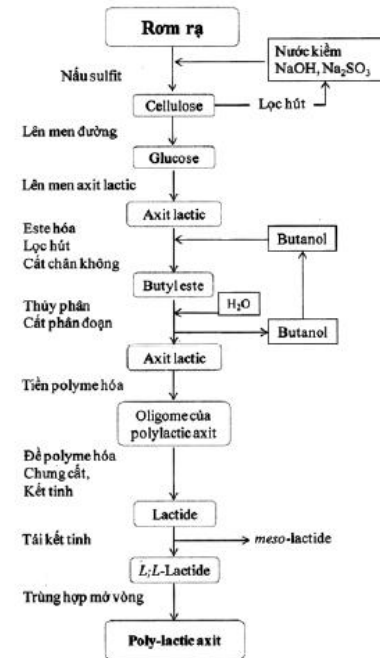 Rơm rạ
Nước kiềm
NaOH, Na₂SO₃
Nấu sulfit
Cellulose
Lọc hút
Lên men đường
Glucose
Lên men axit lactic
Axit lactic
Este hóa
Lọc hút
Cất chân không
Butanol
Butyl este
Thủy phân
Cất phân đoạn
H₂O
Butanol
Axit lactic
Tiền polyme hóa
Oligome của
polylactic axit
Đề polyme hóa
Chưng cất,
Kết tinh
Lactide
Tái kết tinh
meso-lactide
L;L-Lactide
Trùng hợp mở vòng
Poly-lactic axit